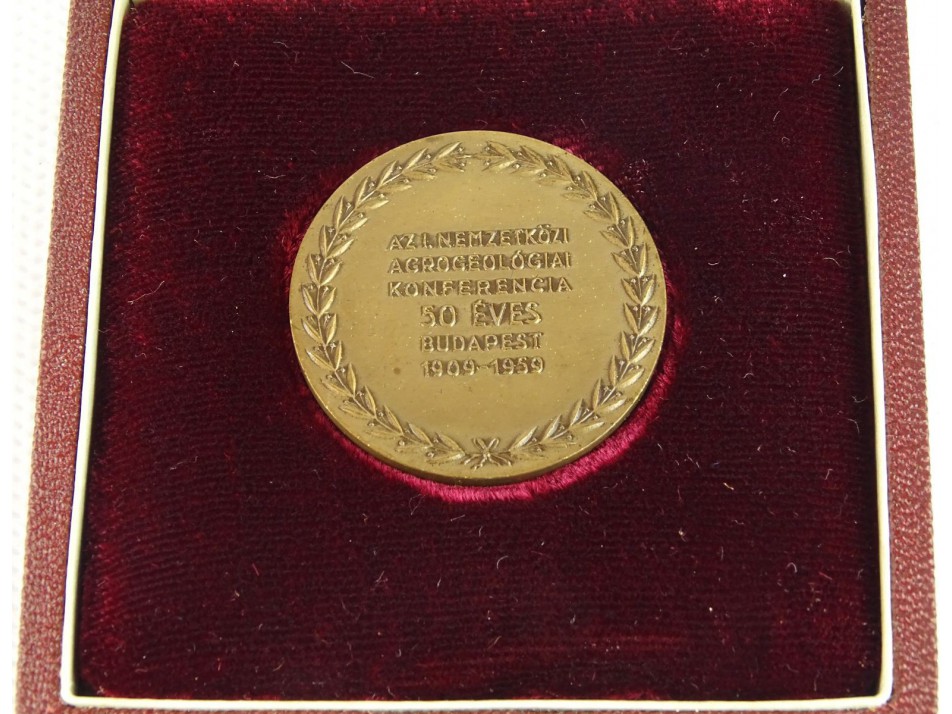 AZ I. NEMZETKÖZI
AGROGEOLÓGIAI
KONFERENCIA
50 ÉVES
BUDAPEST
1909-1959